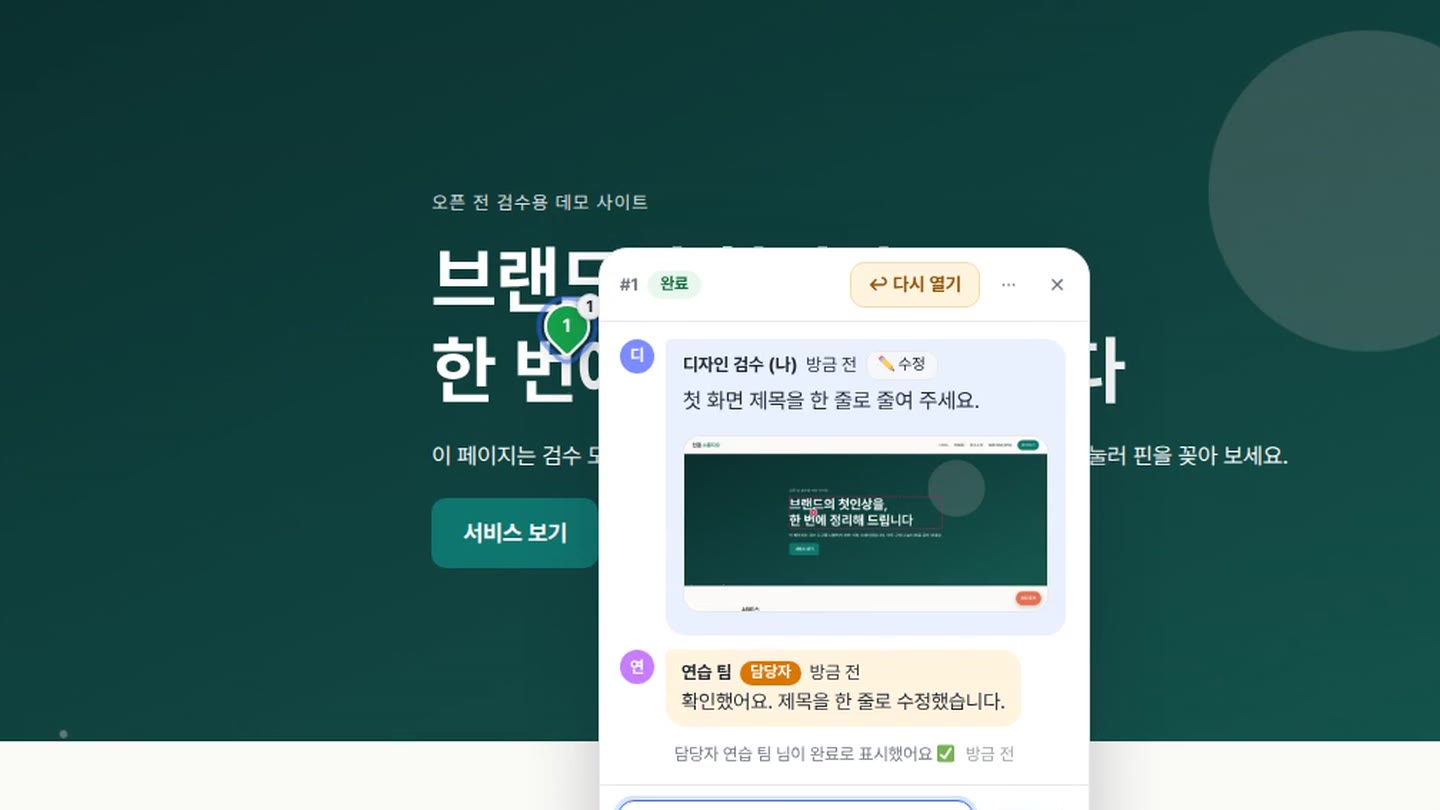 오픈 전 검수용 데모 사이트
브랜드
한 번에
다
이 페이지는 검수
눌러 핀을 꽂아 보세요.
서비스 보기
1
1
#1 완료
↩ 다시 열기 ··· ✕
디
디자인 검수 (나) 방금 전 ✏️ 수정
첫 화면 제목을 한 줄로 줄여 주세요.
브랜드의 첫인상을,
한 번에 정리해 드립니다
서비스
연
연습 팀 담당자 방금 전
확인했어요. 제목을 한 줄로 수정했습니다.
담당자 연습 팀 님이 완료로 표시했어요 ✅ 방금 전